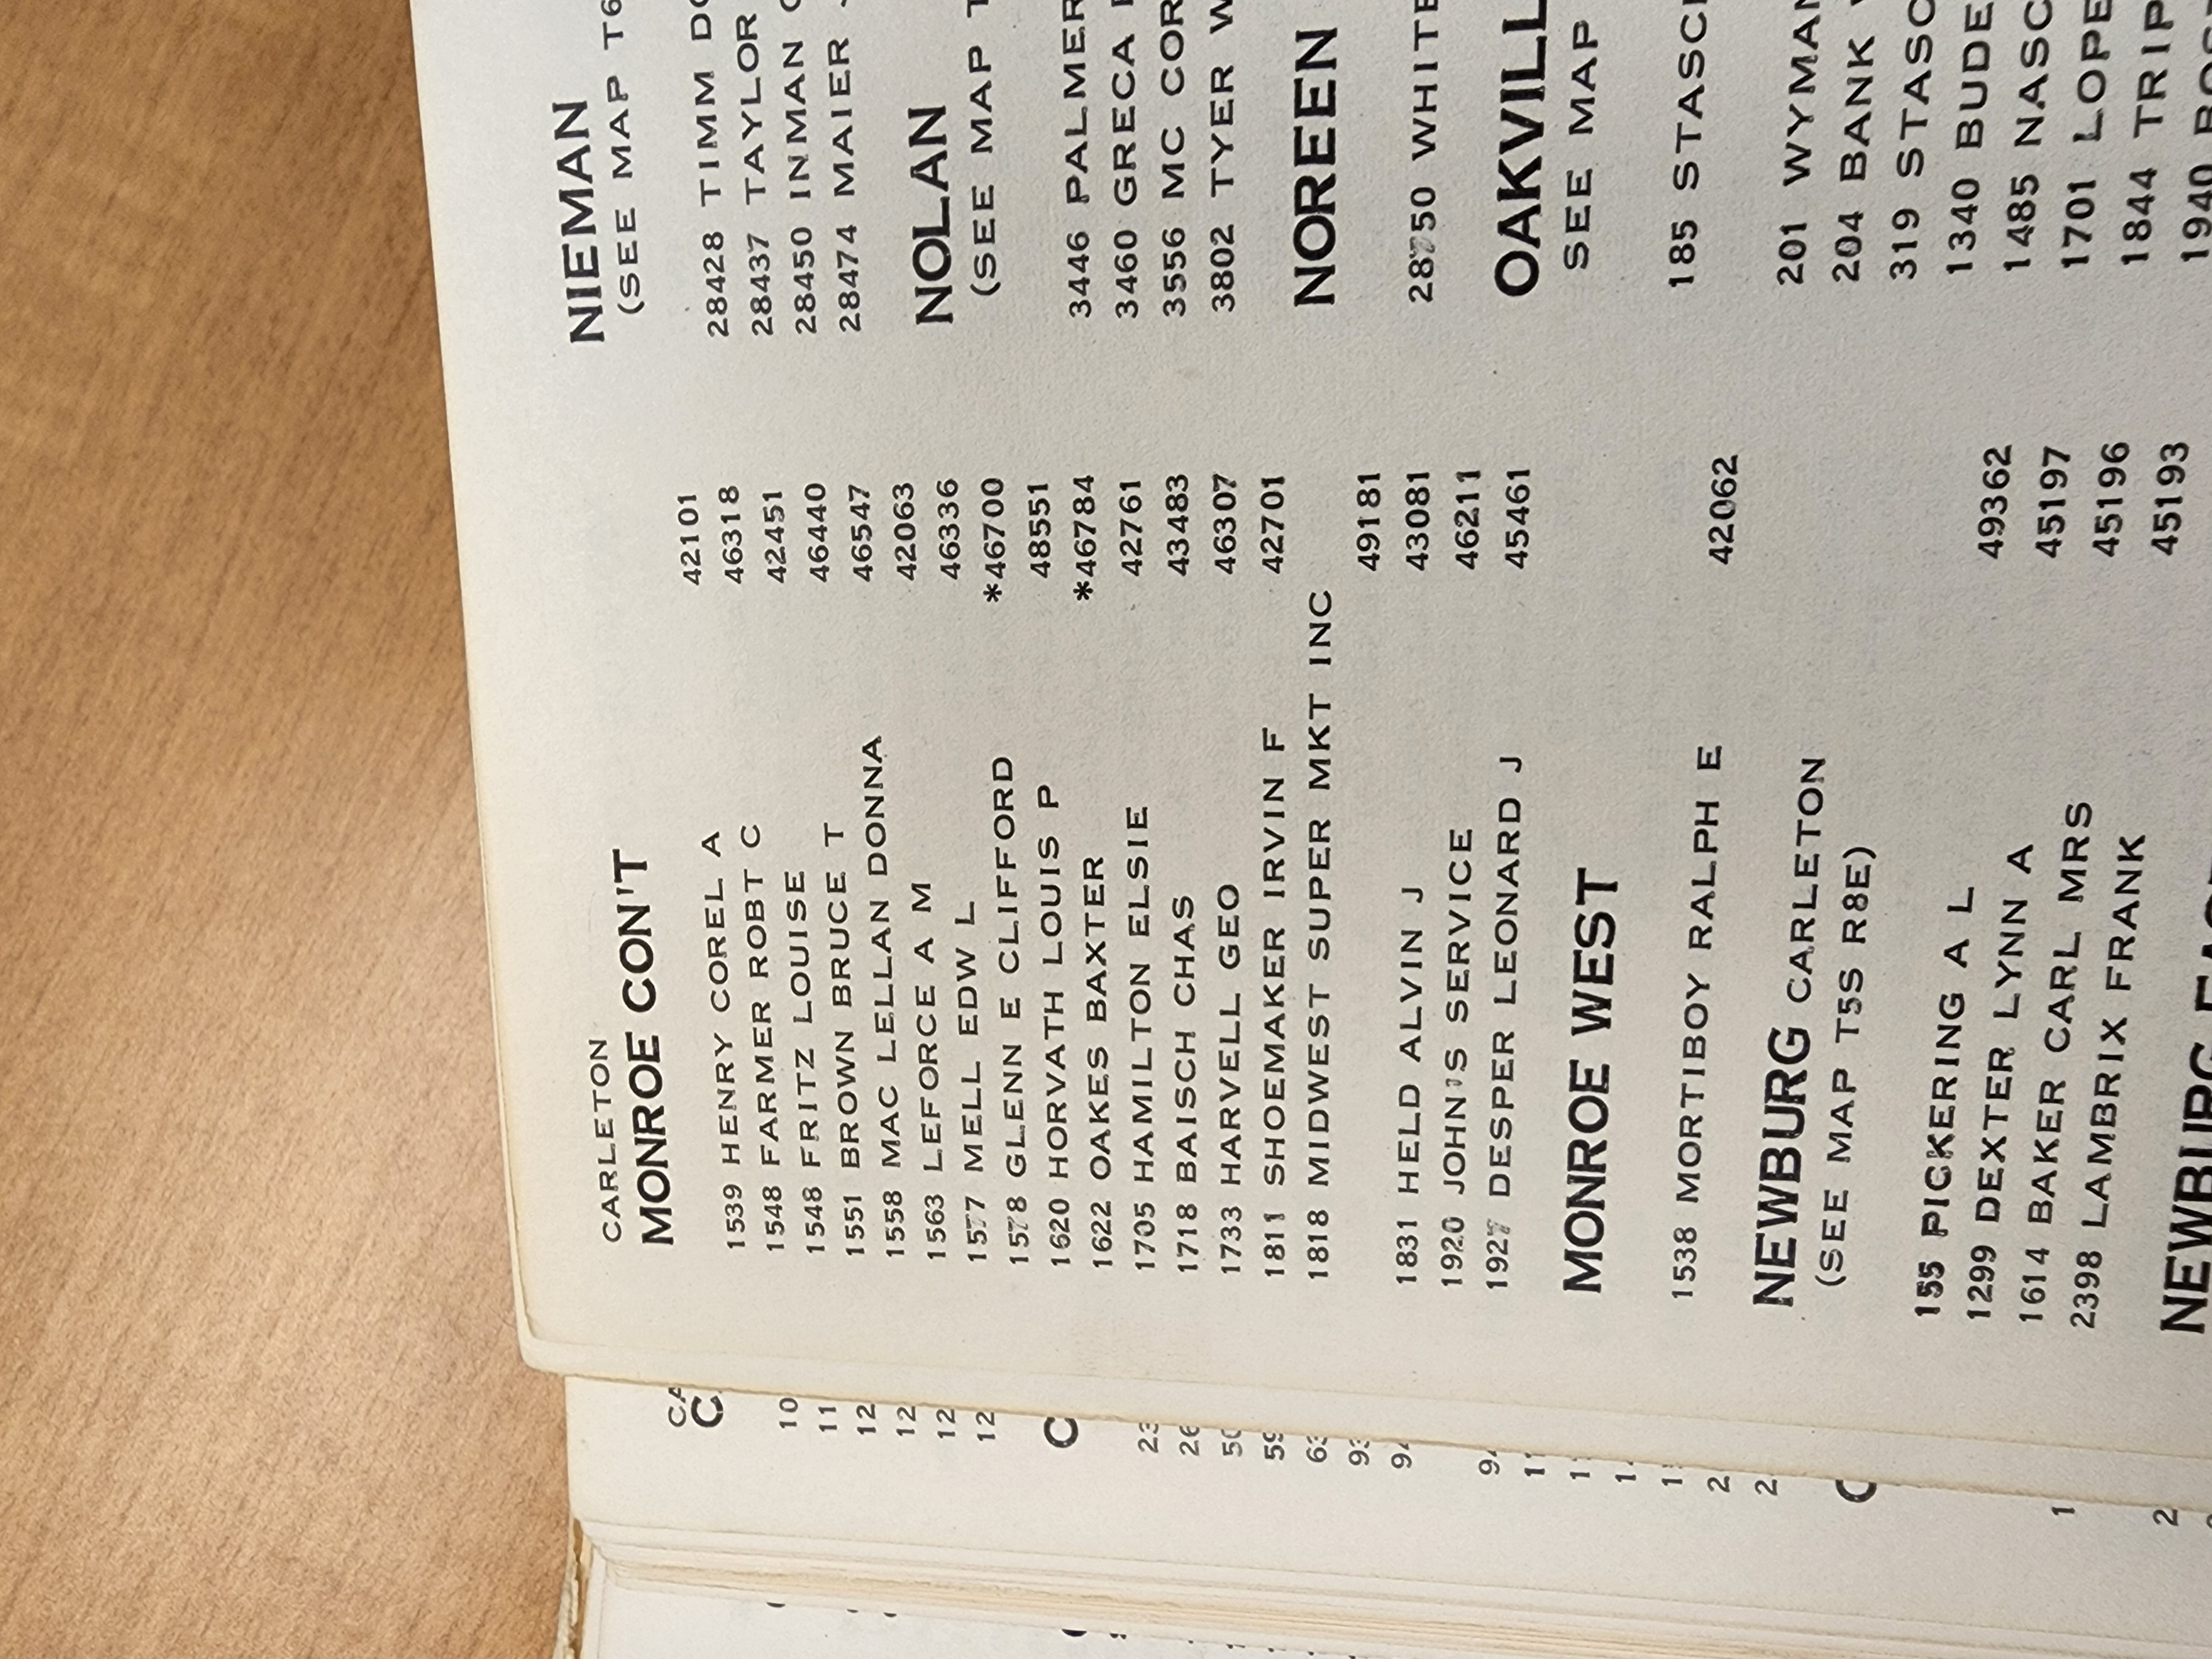 CARLETON
MONROE CON'T
1539 HENRY COREL A 42101
1548 FARMER ROBT C 46318
1548 FRITZ LOUISE 42451
1551 BROWN BRUCE T 46440
1558 MAC LELLAN DONNA 46547
1563 LEFORCE A M 42063
1577 MELL EDW L 46336
1578 GLENN E CLIFFORD *46700
1620 HORVATH LOUIS P 48551
1622 OAKES BAXTER *46784
1705 HAMILTON ELSIE 42761
1718 BAISCH CHAS 43483
1733 HARVELL GEO 46307
1811 SHOEMAKER IRVIN F 42701
1818 MIDWEST SUPER MKT INC
49181
1831 HELD ALVIN J 43081
1920 JOHN'S SERVICE 46211
1927 DESPER LEONARD J 45461
MONROE WEST
1538 MORTIBOY RALPH E 42062
NEWBURG CARLETON
(SEE MAP T5S R8E)
155 PICKERING A L 49362
1299 DEXTER LYNN A 45197
1614 BAKER CARL MRS 45196
2398 LAMBRIX FRANK 45193
NEWBURG
NIEMAN
(SEE MAP T6
28428 TIMM
28437 TAYLOR
28450 INMAN
28474 MAIER
NOLAN
(SEE MAP T
3446 PALMER
3460 GRECA
3556 MC COR
3802 TYER W
NOREEN
28750 WHITE
OAKVILL
SEE MAP
185 STASC
201 WYMAN
204 BANK
319 STASC
1340 BUDE
1485 NASC
1701 LOPE
1844 TRIP
1940